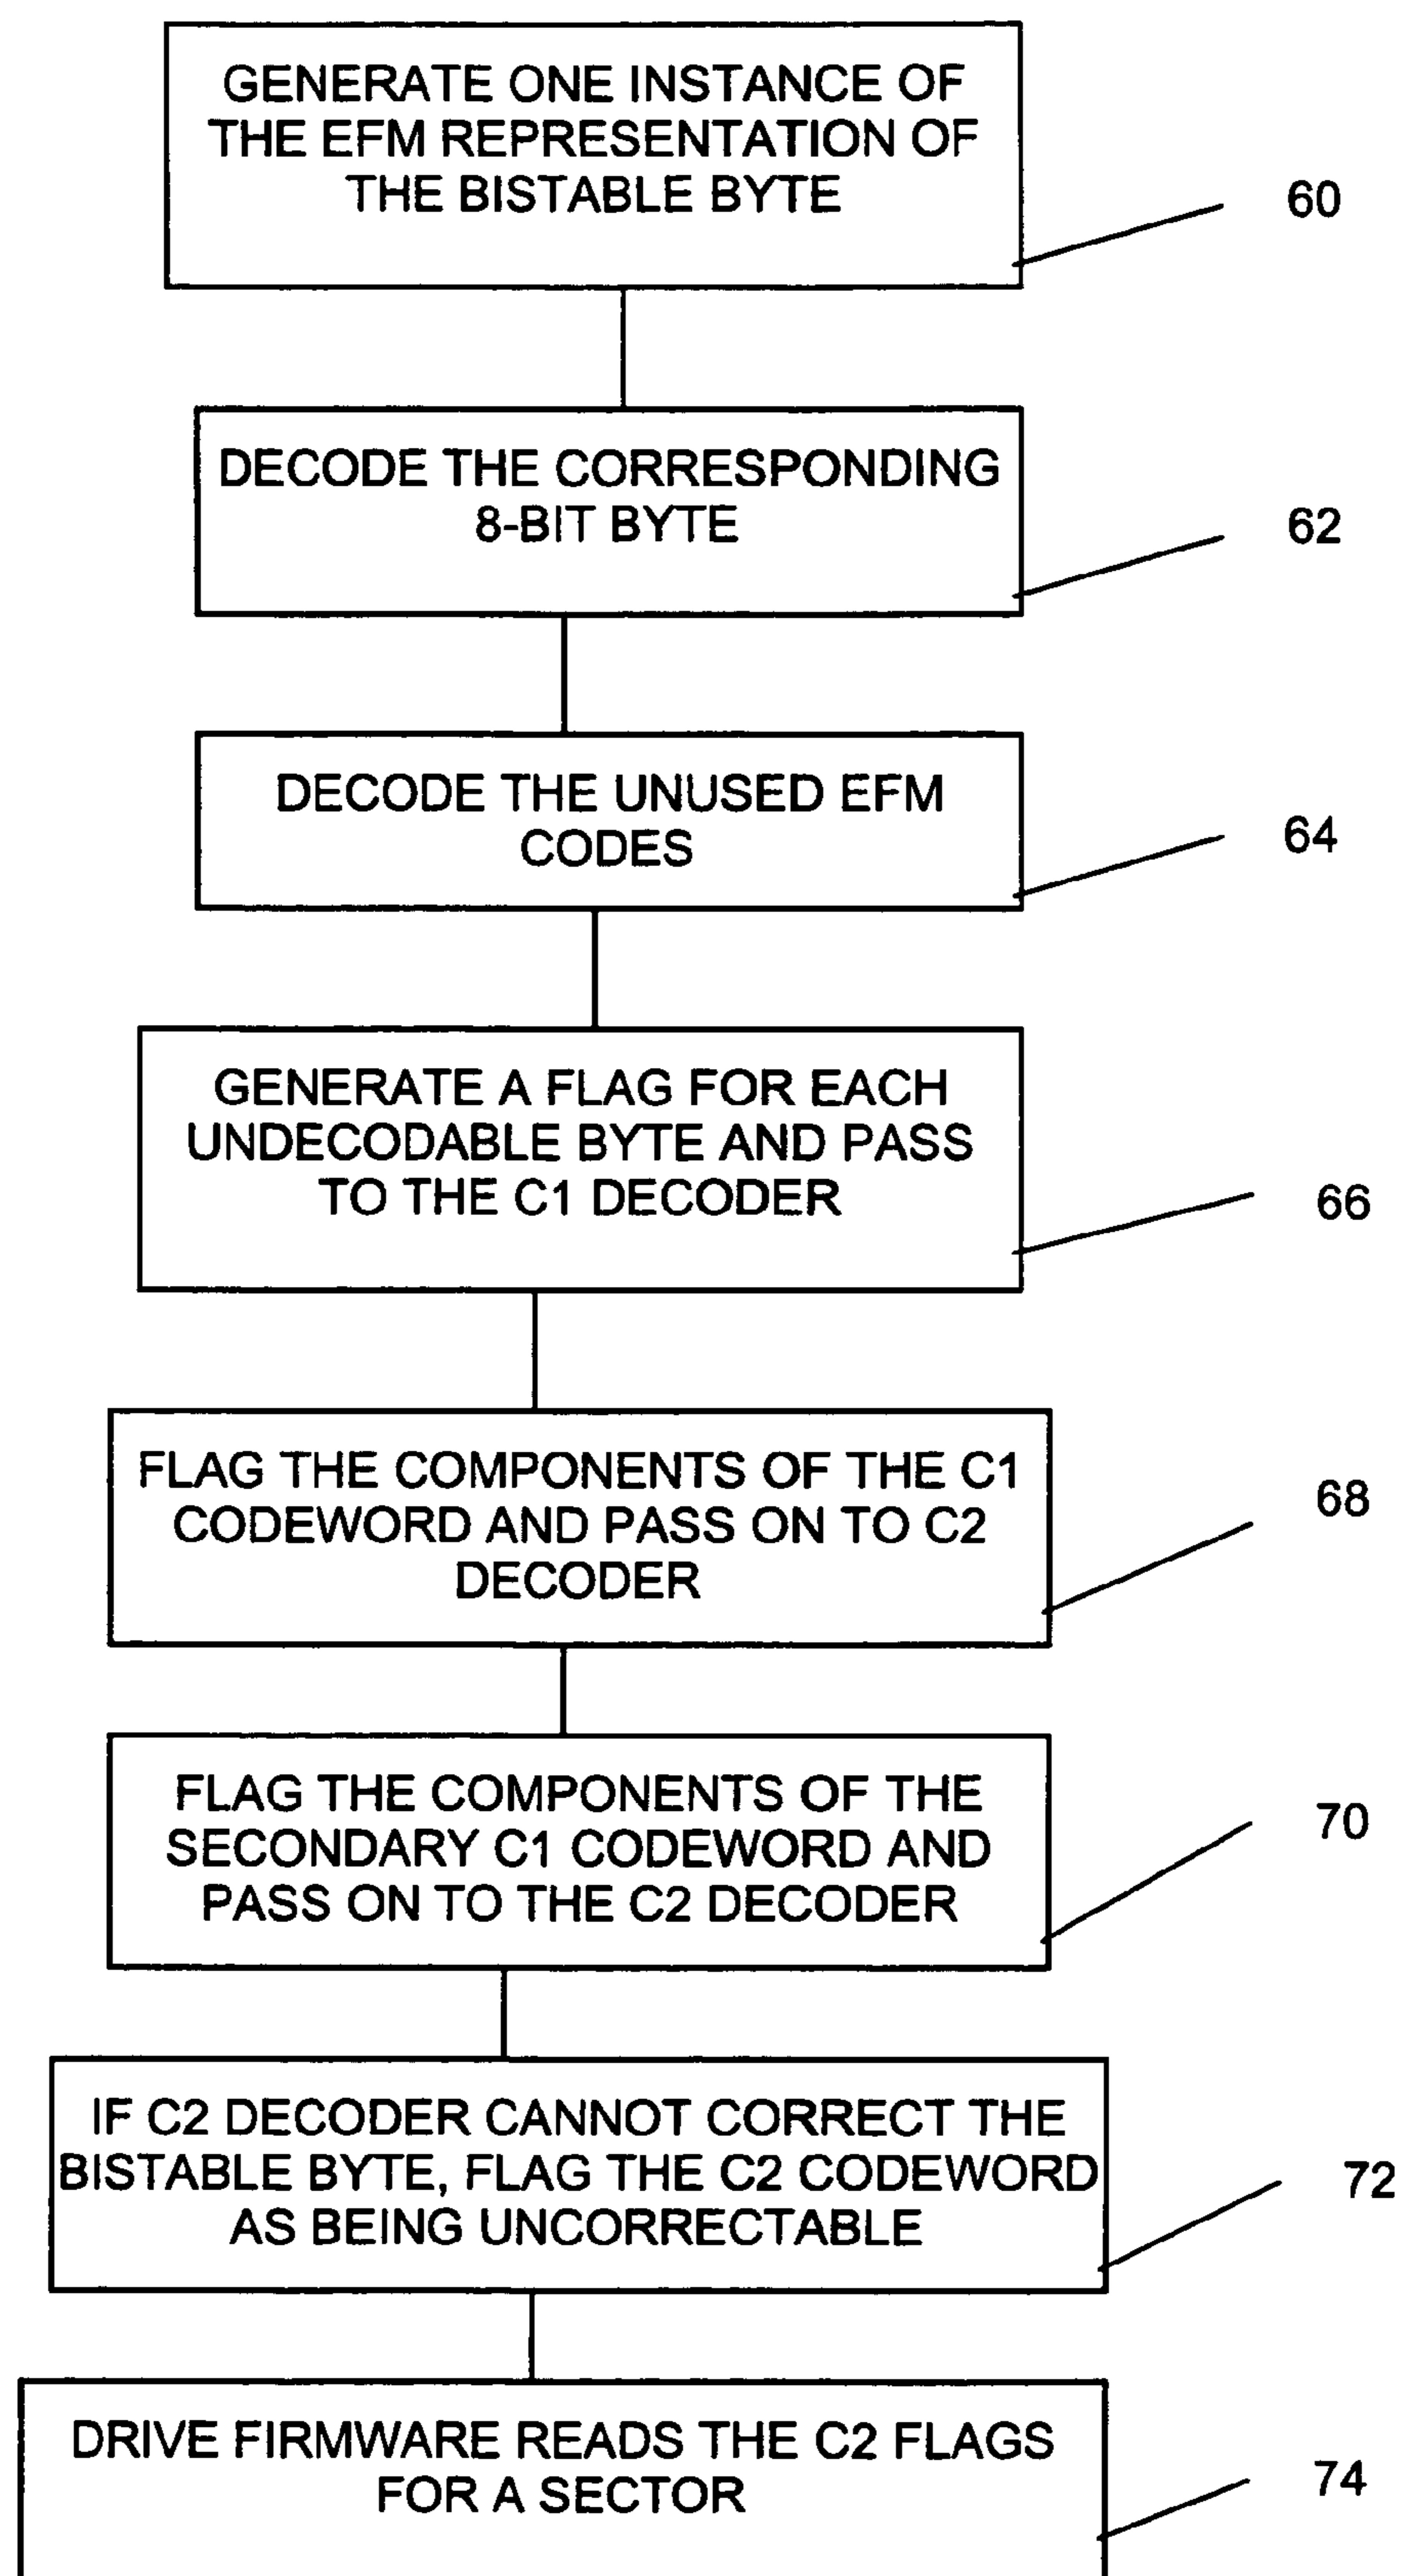 GENERATE ONE INSTANCE OF
THE EFM REPRESENTATION OF
THE BISTABLE BYTE
60
DECODE THE CORRESPONDING
8-BIT BYTE
62
DECODE THE UNUSED EFM
CODES
64
GENERATE A FLAG FOR EACH
UNDECODABLE BYTE AND PASS
TO THE C1 DECODER
66
FLAG THE COMPONENTS OF THE C1
CODEWORD AND PASS ON TO C2
DECODER
68
FLAG THE COMPONENTS OF THE
SECONDARY C1 CODEWORD AND
PASS ON TO THE C2 DECODER
70
IF C2 DECODER CANNOT CORRECT THE
BISTABLE BYTE, FLAG THE C2 CODEWORD
AS BEING UNCORRECTABLE
72
DRIVE FIRMWARE READS THE C2 FLAGS
FOR A SECTOR
74